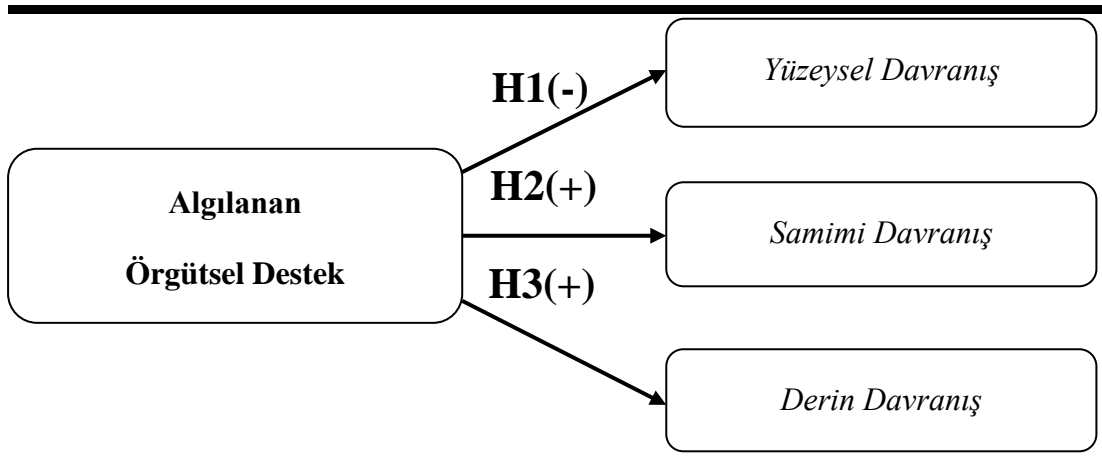 Algılanan
Örgütsel Destek
H1(-)
H2(+)
H3(+)
Yüzeysel Davranış
Samimi Davranış
Derin Davranış